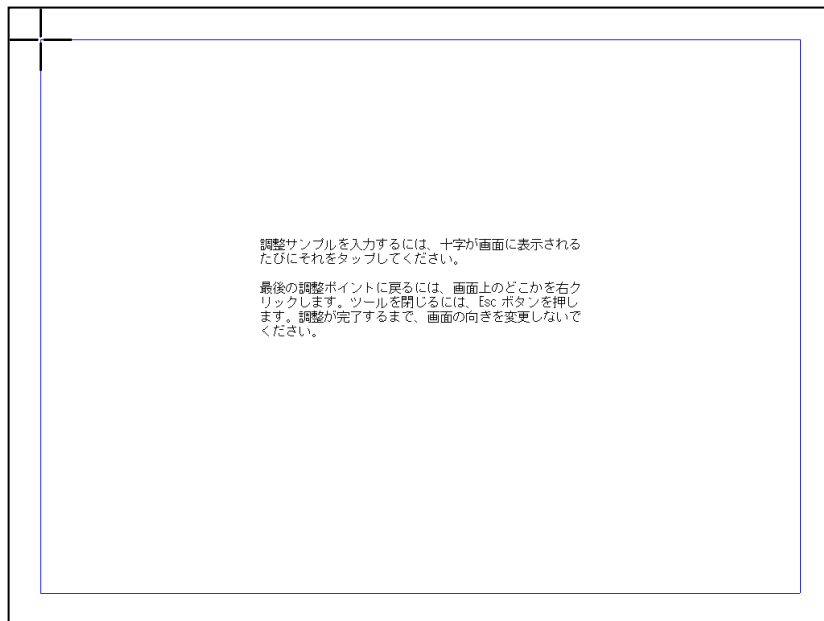 調整サンプルを入力するには、十字が画面に表示される
たびにそれをタップしてください。
最後の調整ポイントに戻るには、画面上のどこかを右ク
リックします。ツールを閉じるには、Esc ボタンを押し
ます。調整が完了するまで、画面の向きを変更しないで
ください。